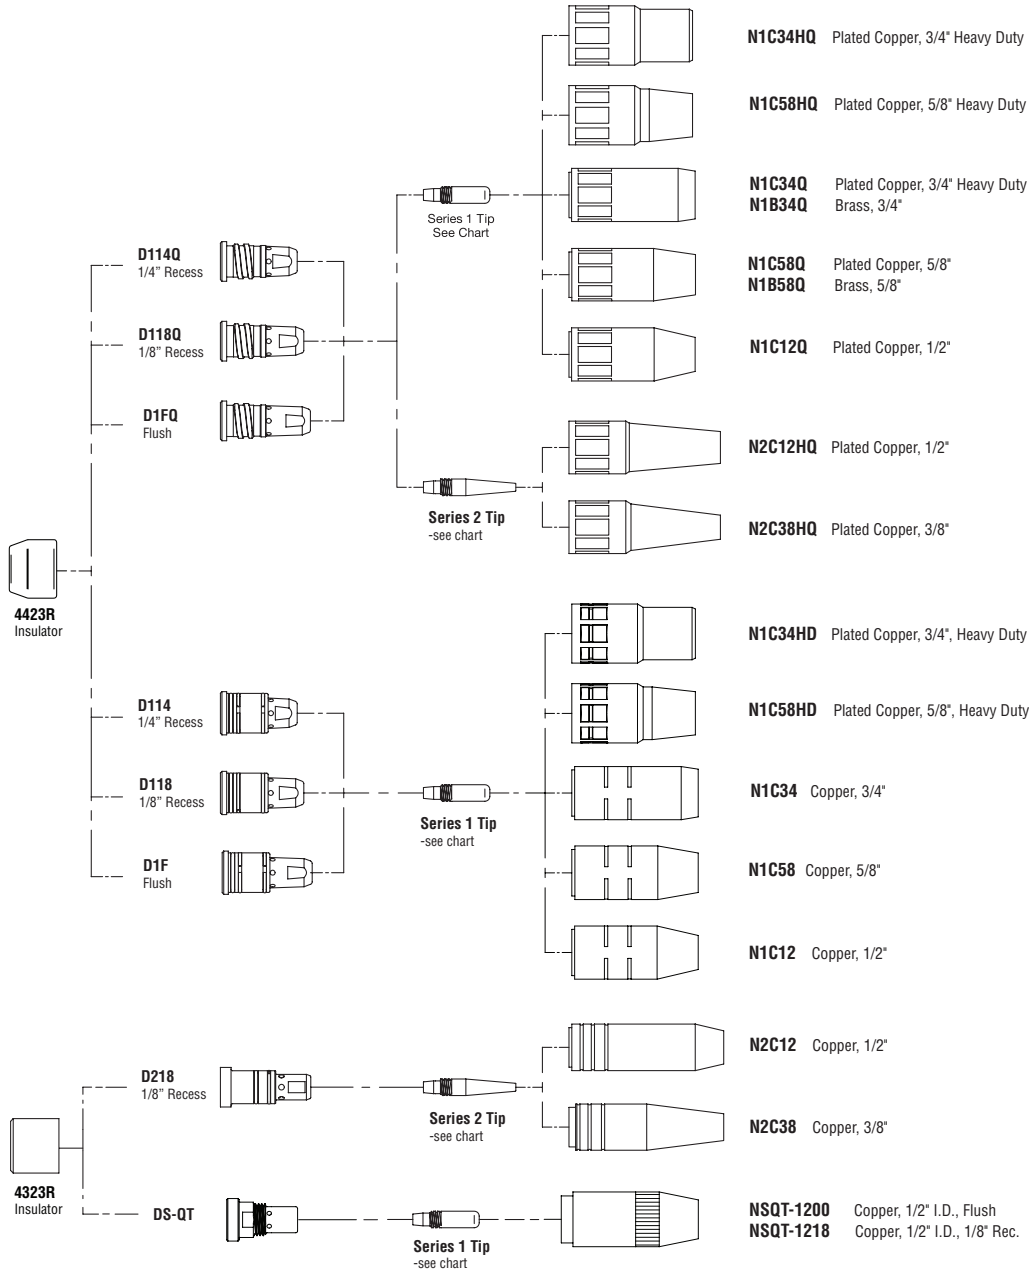 N1C34HQ Plated Copper, 3/4" Heavy Duty
N1C58HQ Plated Copper, 5/8" Heavy Duty
N1C34Q Plated Copper, 3/4" Heavy Duty
N1B34Q Brass, 3/4"
Series 1 Tip
See Chart
D114Q
1/4” Recess
N1C58Q Plated Copper, 5/8"
N1B58Q Brass, 5/8"
D118Q
1/8” Recess
N1C12Q Plated Copper, 1/2"
D1FQ
Flush
N2C12HQ Plated Copper, 1/2"
Series 2 Tip
-see chart
N2C38HQ Plated Copper, 3/8"
4423R
Insulator
N1C34HD Plated Copper, 3/4", Heavy Duty
D114
1/4” Recess
N1C58HD Plated Copper, 5/8", Heavy Duty
D118
1/8” Recess
N1C34 Copper, 3/4"
Series 1 Tip
-see chart
D1F
Flush
N1C58 Copper, 5/8"
N1C12 Copper, 1/2"
N2C12 Copper, 1/2"
D218
1/8” Recess
Series 2 Tip
-see chart
N2C38 Copper, 3/8"
4323R
Insulator
DS-QT
Series 1 Tip
-see chart
NSQT-1200 Copper, 1/2" I.D., Flush
NSQT-1218 Copper, 1/2" I.D., 1/8" Rec.